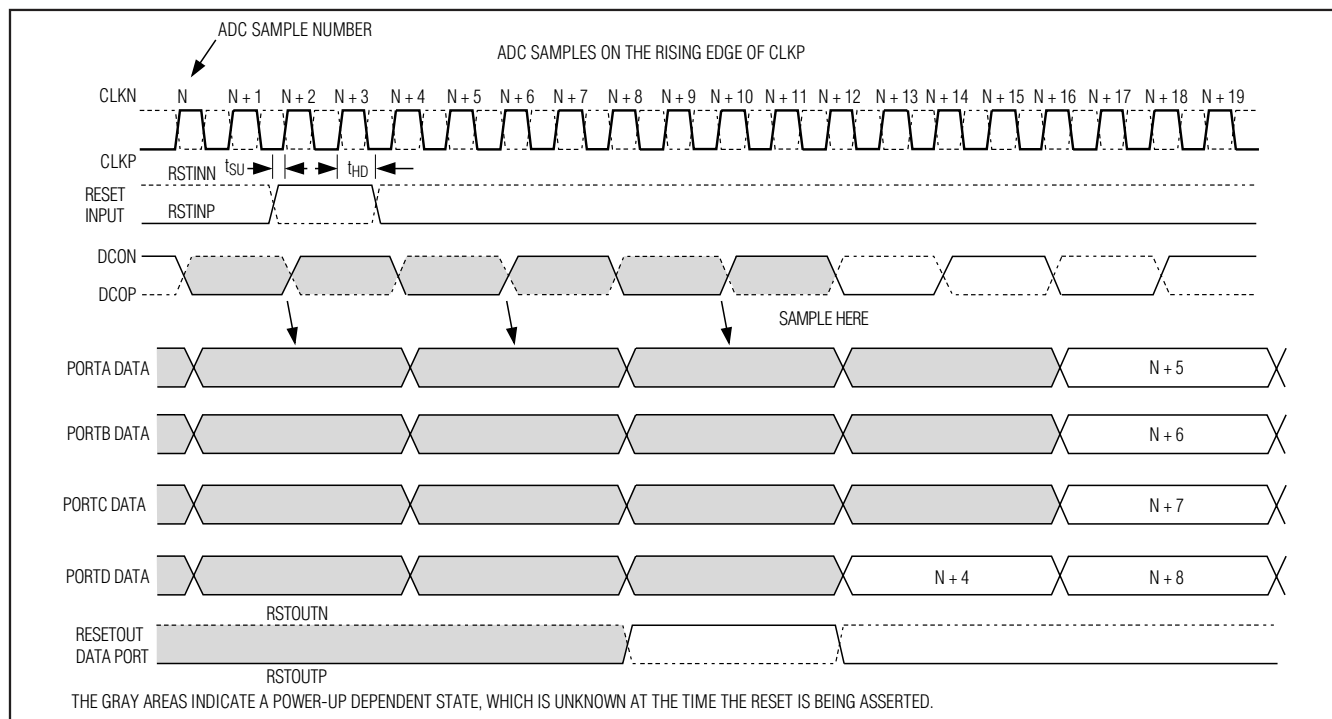 ADC SAMPLE NUMBER
ADC SAMPLES ON THE RISING EDGE OF CLKP
CLKN N N + 1 N + 2 N + 3 N + 4 N + 5 N + 6 N + 7 N + 8 N + 9 N + 10 N + 11 N + 12 N + 13 N + 14 N + 15 N + 16 N + 17 N + 18 N + 19
CLKP
RSTINN tSU tHD
RESET
INPUT
RSTINP
DCON
DCOP
SAMPLE HERE
PORTA DATA N + 5
PORTB DATA N + 6
PORTC DATA N + 7
PORTD DATA N + 4 N + 8
RSTOUTN
RESETOUT
DATA PORT
RSTOUTP
THE GRAY AREAS INDICATE A POWER-UP DEPENDENT STATE, WHICH IS UNKNOWN AT THE TIME THE RESET IS BEING ASSERTED.